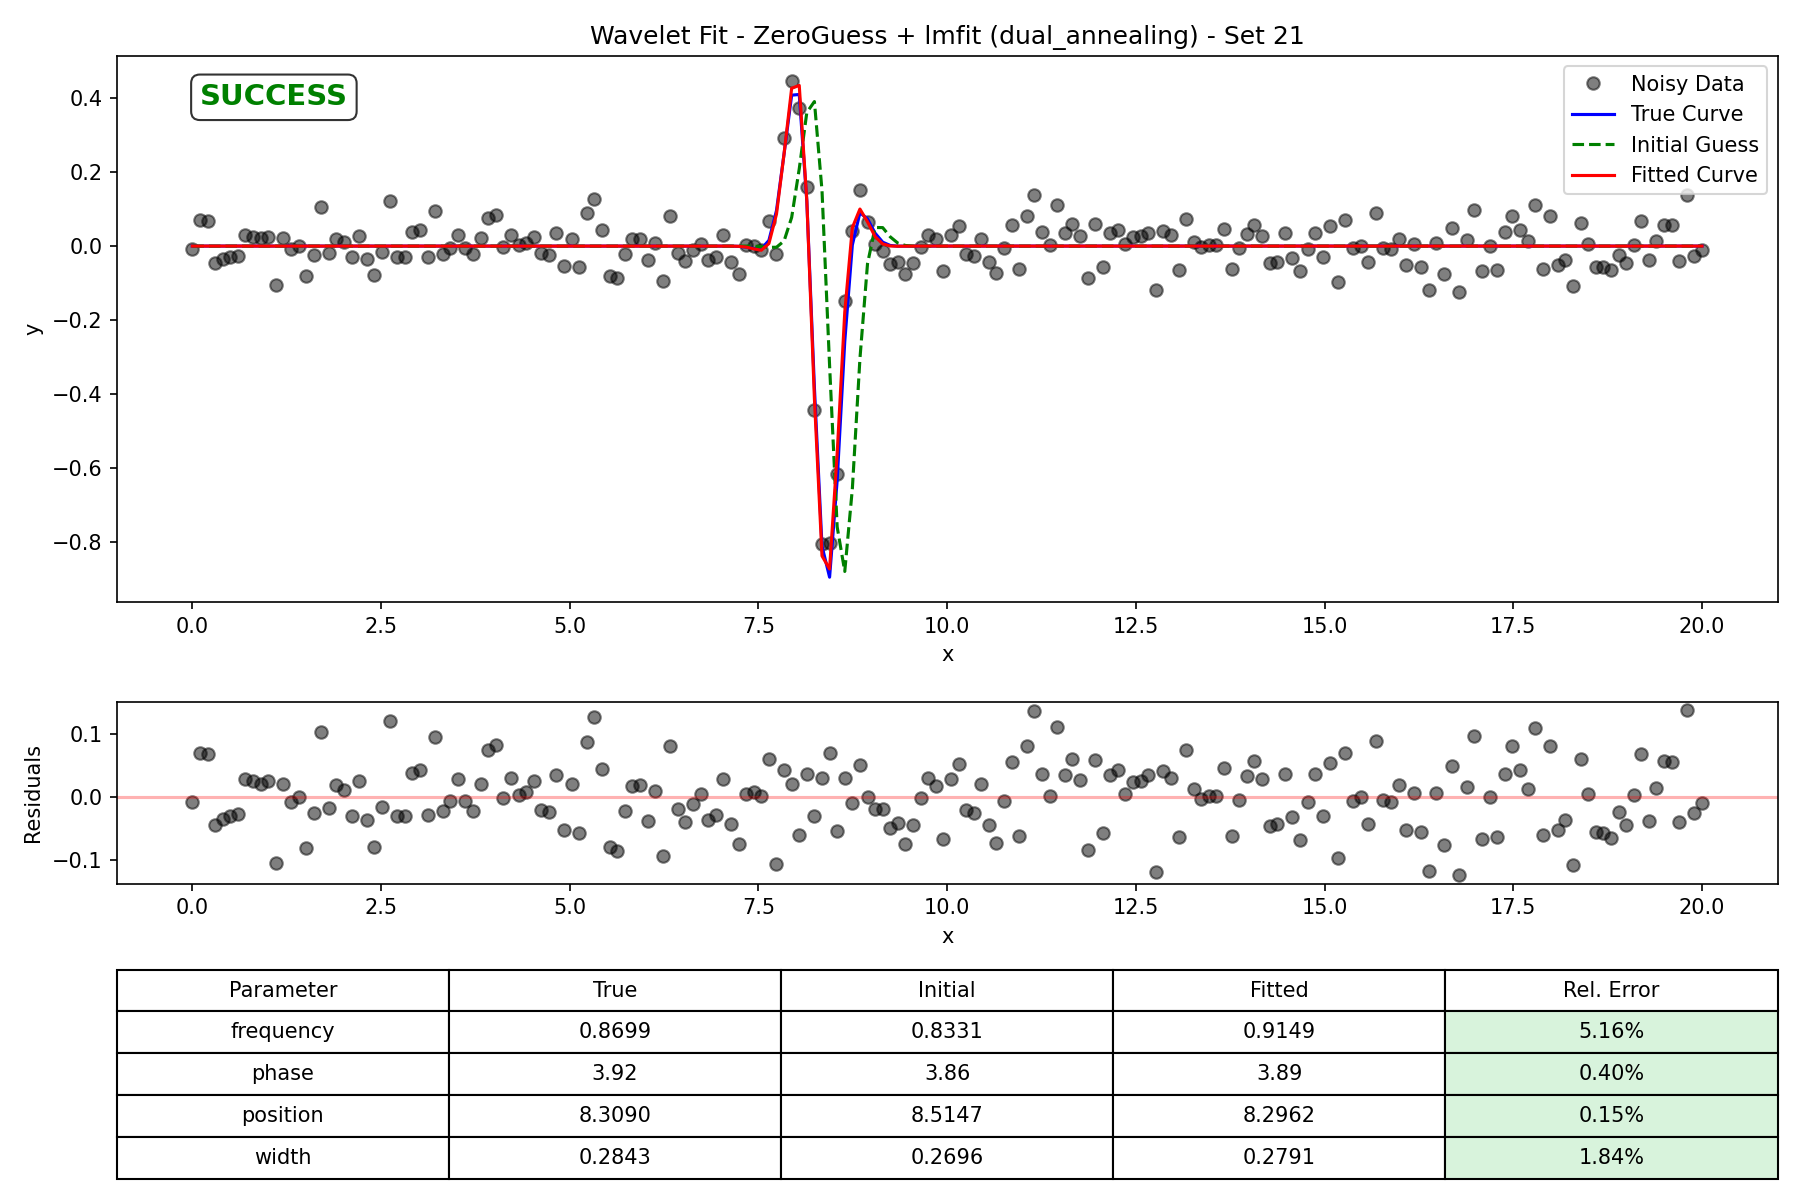 Wavelet Fit - ZeroGuess + lmfit (dual_annealing) - Set 21
SUCCESS
Noisy Data
True Curve
Initial Guess
Fitted Curve
0.4
0.2
0.0
−0.2
−0.4
−0.6
−0.8
y
0.0 2.5 5.0 7.5 10.0 12.5 15.0 17.5 20.0
x
0.1
0.0
−0.1
Residuals
0.0 2.5 5.0 7.5 10.0 12.5 15.0 17.5 20.0
x
Parameter True Initial Fitted Rel. Error
frequency 0.8699 0.8331 0.9149 5.16%
phase 3.92 3.86 3.89 0.40%
position 8.3090 8.5147 8.2962 0.15%
width 0.2843 0.2696 0.2791 1.84%